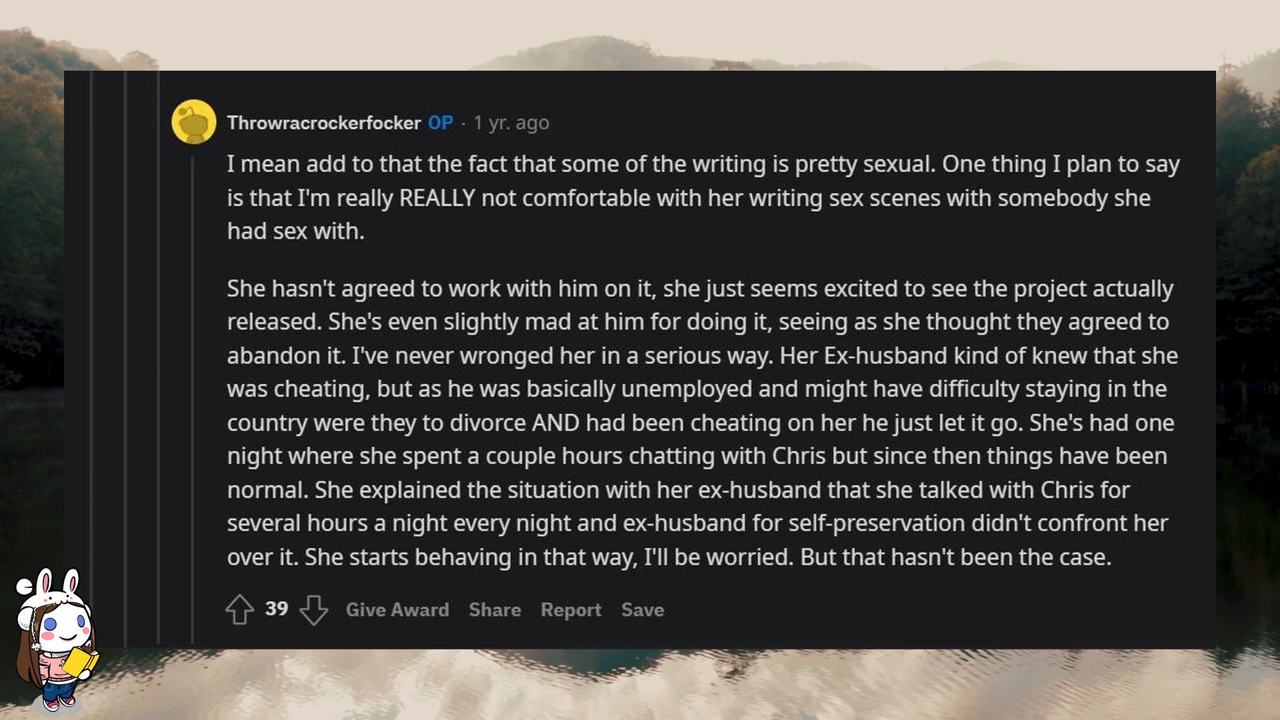 Throwracrockerfocker OP · 1 yr. ago
I mean add to that the fact that some of the writing is pretty sexual. One thing I plan to say
is that I'm really REALLY not comfortable with her writing sex scenes with somebody she
had sex with.
She hasn't agreed to work with him on it, she just seems excited to see the project actually
released. She's even slightly mad at him for doing it, seeing as she thought they agreed to
abandon it. I've never wronged her in a serious way. Her Ex-husband kind of knew that she
was cheating, but as he was basically unemployed and might have difficulty staying in the
country were they to divorce AND had been cheating on her he just let it go. She's had one
night where she spent a couple hours chatting with Chris but since then things have been
normal. She explained the situation with her ex-husband that she talked with Chris for
several hours a night every night and ex-husband for self-preservation didn't confront her
over it. She starts behaving in that way, I'll be worried. But that hasn't been the case.
39 Give Award Share Report Save